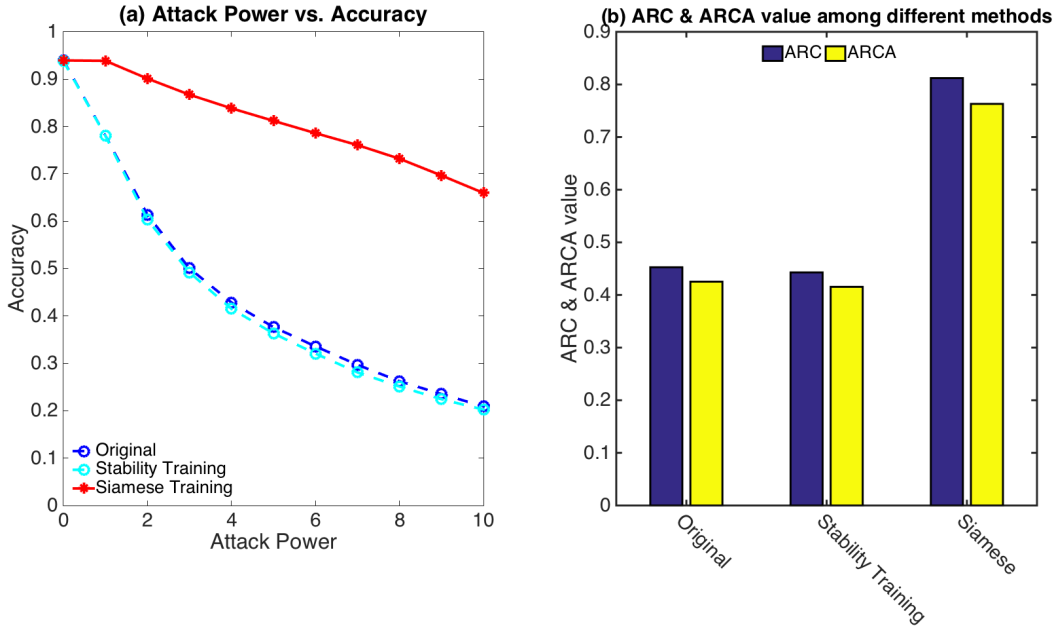 (a) Attack Power vs. Accuracy
1
0.9
0.8
0.7
0.6
0.5
0.4
0.3
0.2
0.1
0
Accuracy
Original
Stability Training
Siamese Training
0 2 4 6 8 10
Attack Power
(b) ARC & ARCA value among different methods
0.9
0.8
0.7
0.6
0.5
0.4
0.3
0.2
0.1
0
ARC & ARCA value
ARC ARCA
Original
Stability Training
Siamese